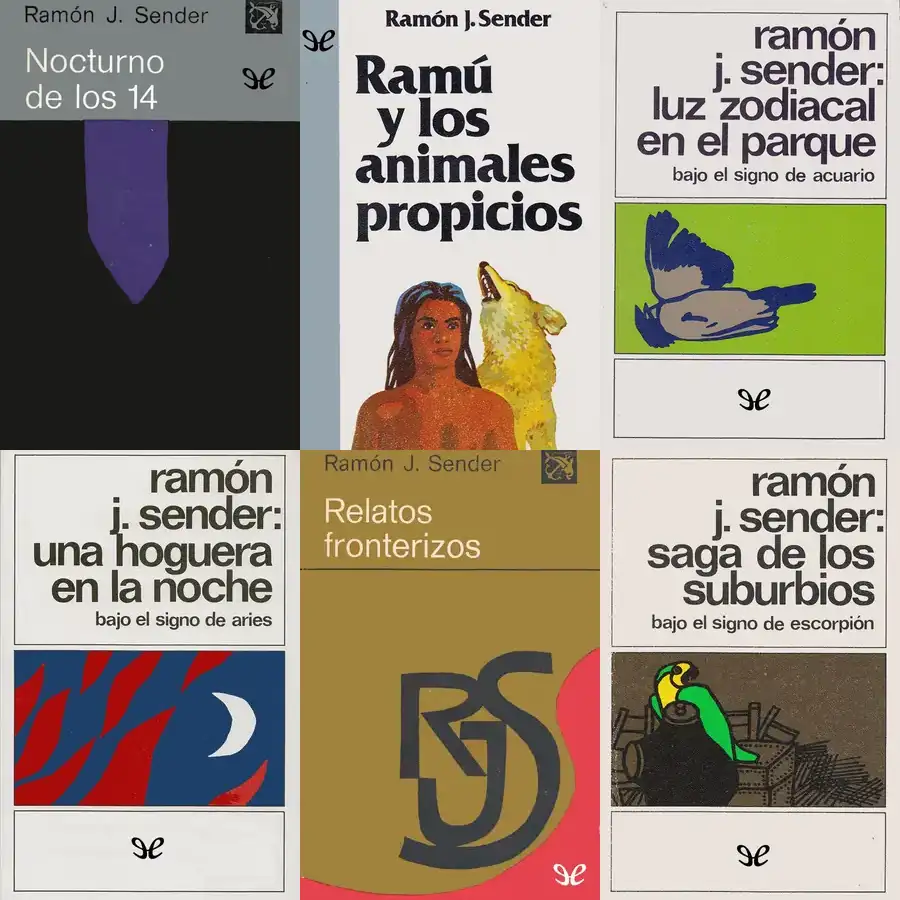 Ramón J. Sender
Nocturno
de los 14
Ramón J. Sender
Ramú
y los
animales
propicios
ramón
j. sender:
luz zodiacal
en el parque
bajo el signo de acuario
ramón
j. sender:
una hoguera
en la noche
bajo el signo de aries
Ramón J. Sender
Relatos
fronterizos
RJS
ramón
j. sender:
saga de los
suburbios
bajo el signo de escorpión